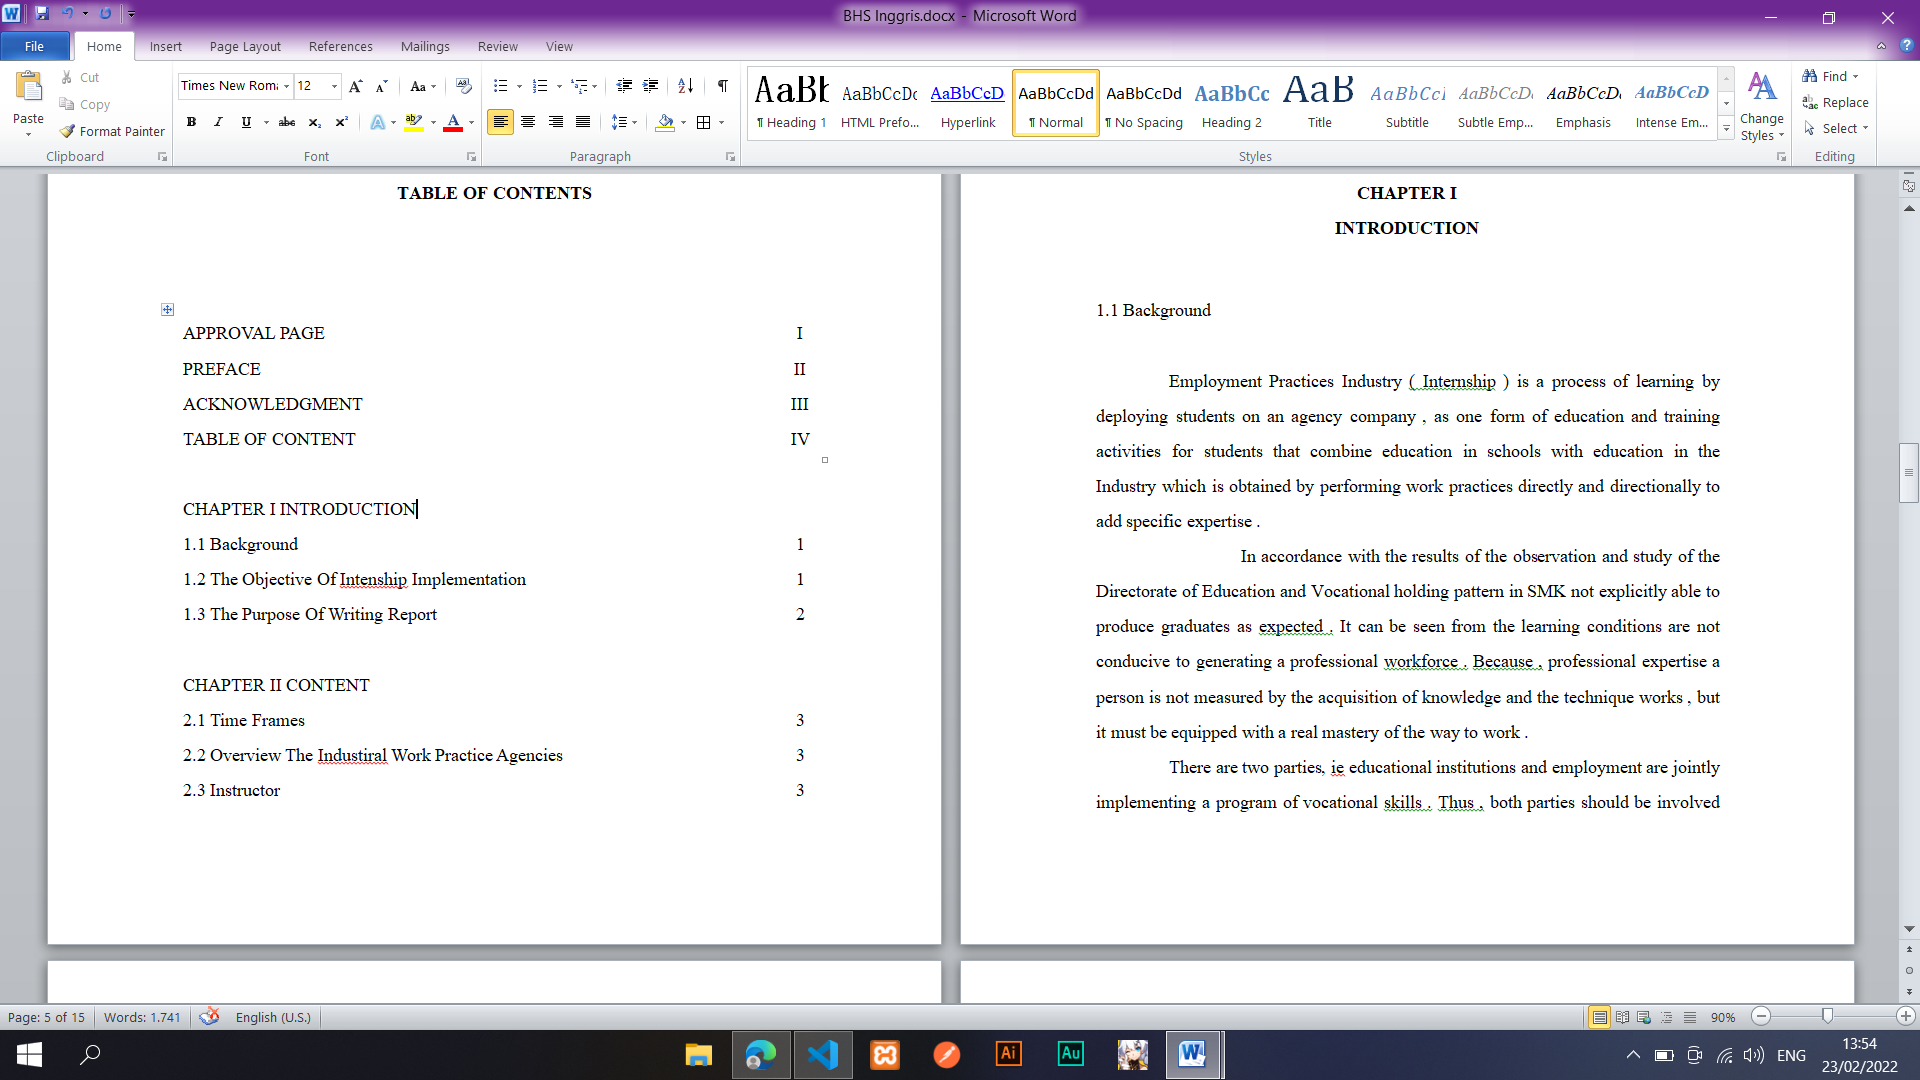 BHS Inggris.docx - Microsoft Word
File Home Insert Page Layout References Mailings Review View
Paste
Cut
Copy
Format Painter
Clipboard
Times New Roma 12
Font
Paragraph
AaBb AaBbCcDc AaBbCcD AaBbCcDd AaBbCcDd AaBbCc AaB AaBbCcI AaBbCcDc AaBbCcDc AaBbCcD
¶ Heading 1 HTML Prefo... Hyperlink ¶ Normal ¶ No Spacing Heading 2 Title Subtitle Subtle Emp... Emphasis Intense Em...
Styles
Change Styles
Find
Replace
Select
Editing
TABLE OF CONTENTS
APPROVAL PAGE I
PREFACE II
ACKNOWLEDGMENT III
TABLE OF CONTENT IV
CHAPTER I INTRODUCTION
1.1 Background 1
1.2 The Objective Of Intenship Implementation 1
1.3 The Purpose Of Writing Report 2
CHAPTER II CONTENT
2.1 Time Frames 3
2.2 Overview The Industiral Work Practice Agencies 3
2.3 Instructor 3
CHAPTER I
INTRODUCTION
1.1 Background
Employment Practices Industry ( Internship ) is a process of learning by
deploying students on an agency company , as one form of education and training
activities for students that combine education in schools with education in the
Industry which is obtained by performing work practices directly and directionally to
add specific expertise .
In accordance with the results of the observation and study of the
Directorate of Education and Vocational holding pattern in SMK not explicitly able to
produce graduates as expected . It can be seen from the learning conditions are not
conducive to generating a professional workforce . Because , professional expertise a
person is not measured by the acquisition of knowledge and the technique works , but
it must be equipped with a real mastery of the way to work .
There are two parties, ie educational institutions and employment are jointly
implementing a program of vocational skills . Thus , both parties should be involved
Page: 5 of 15 Words: 1.741 English (U.S.) 90%
Ai Au
ENG
13:54
23/02/2022